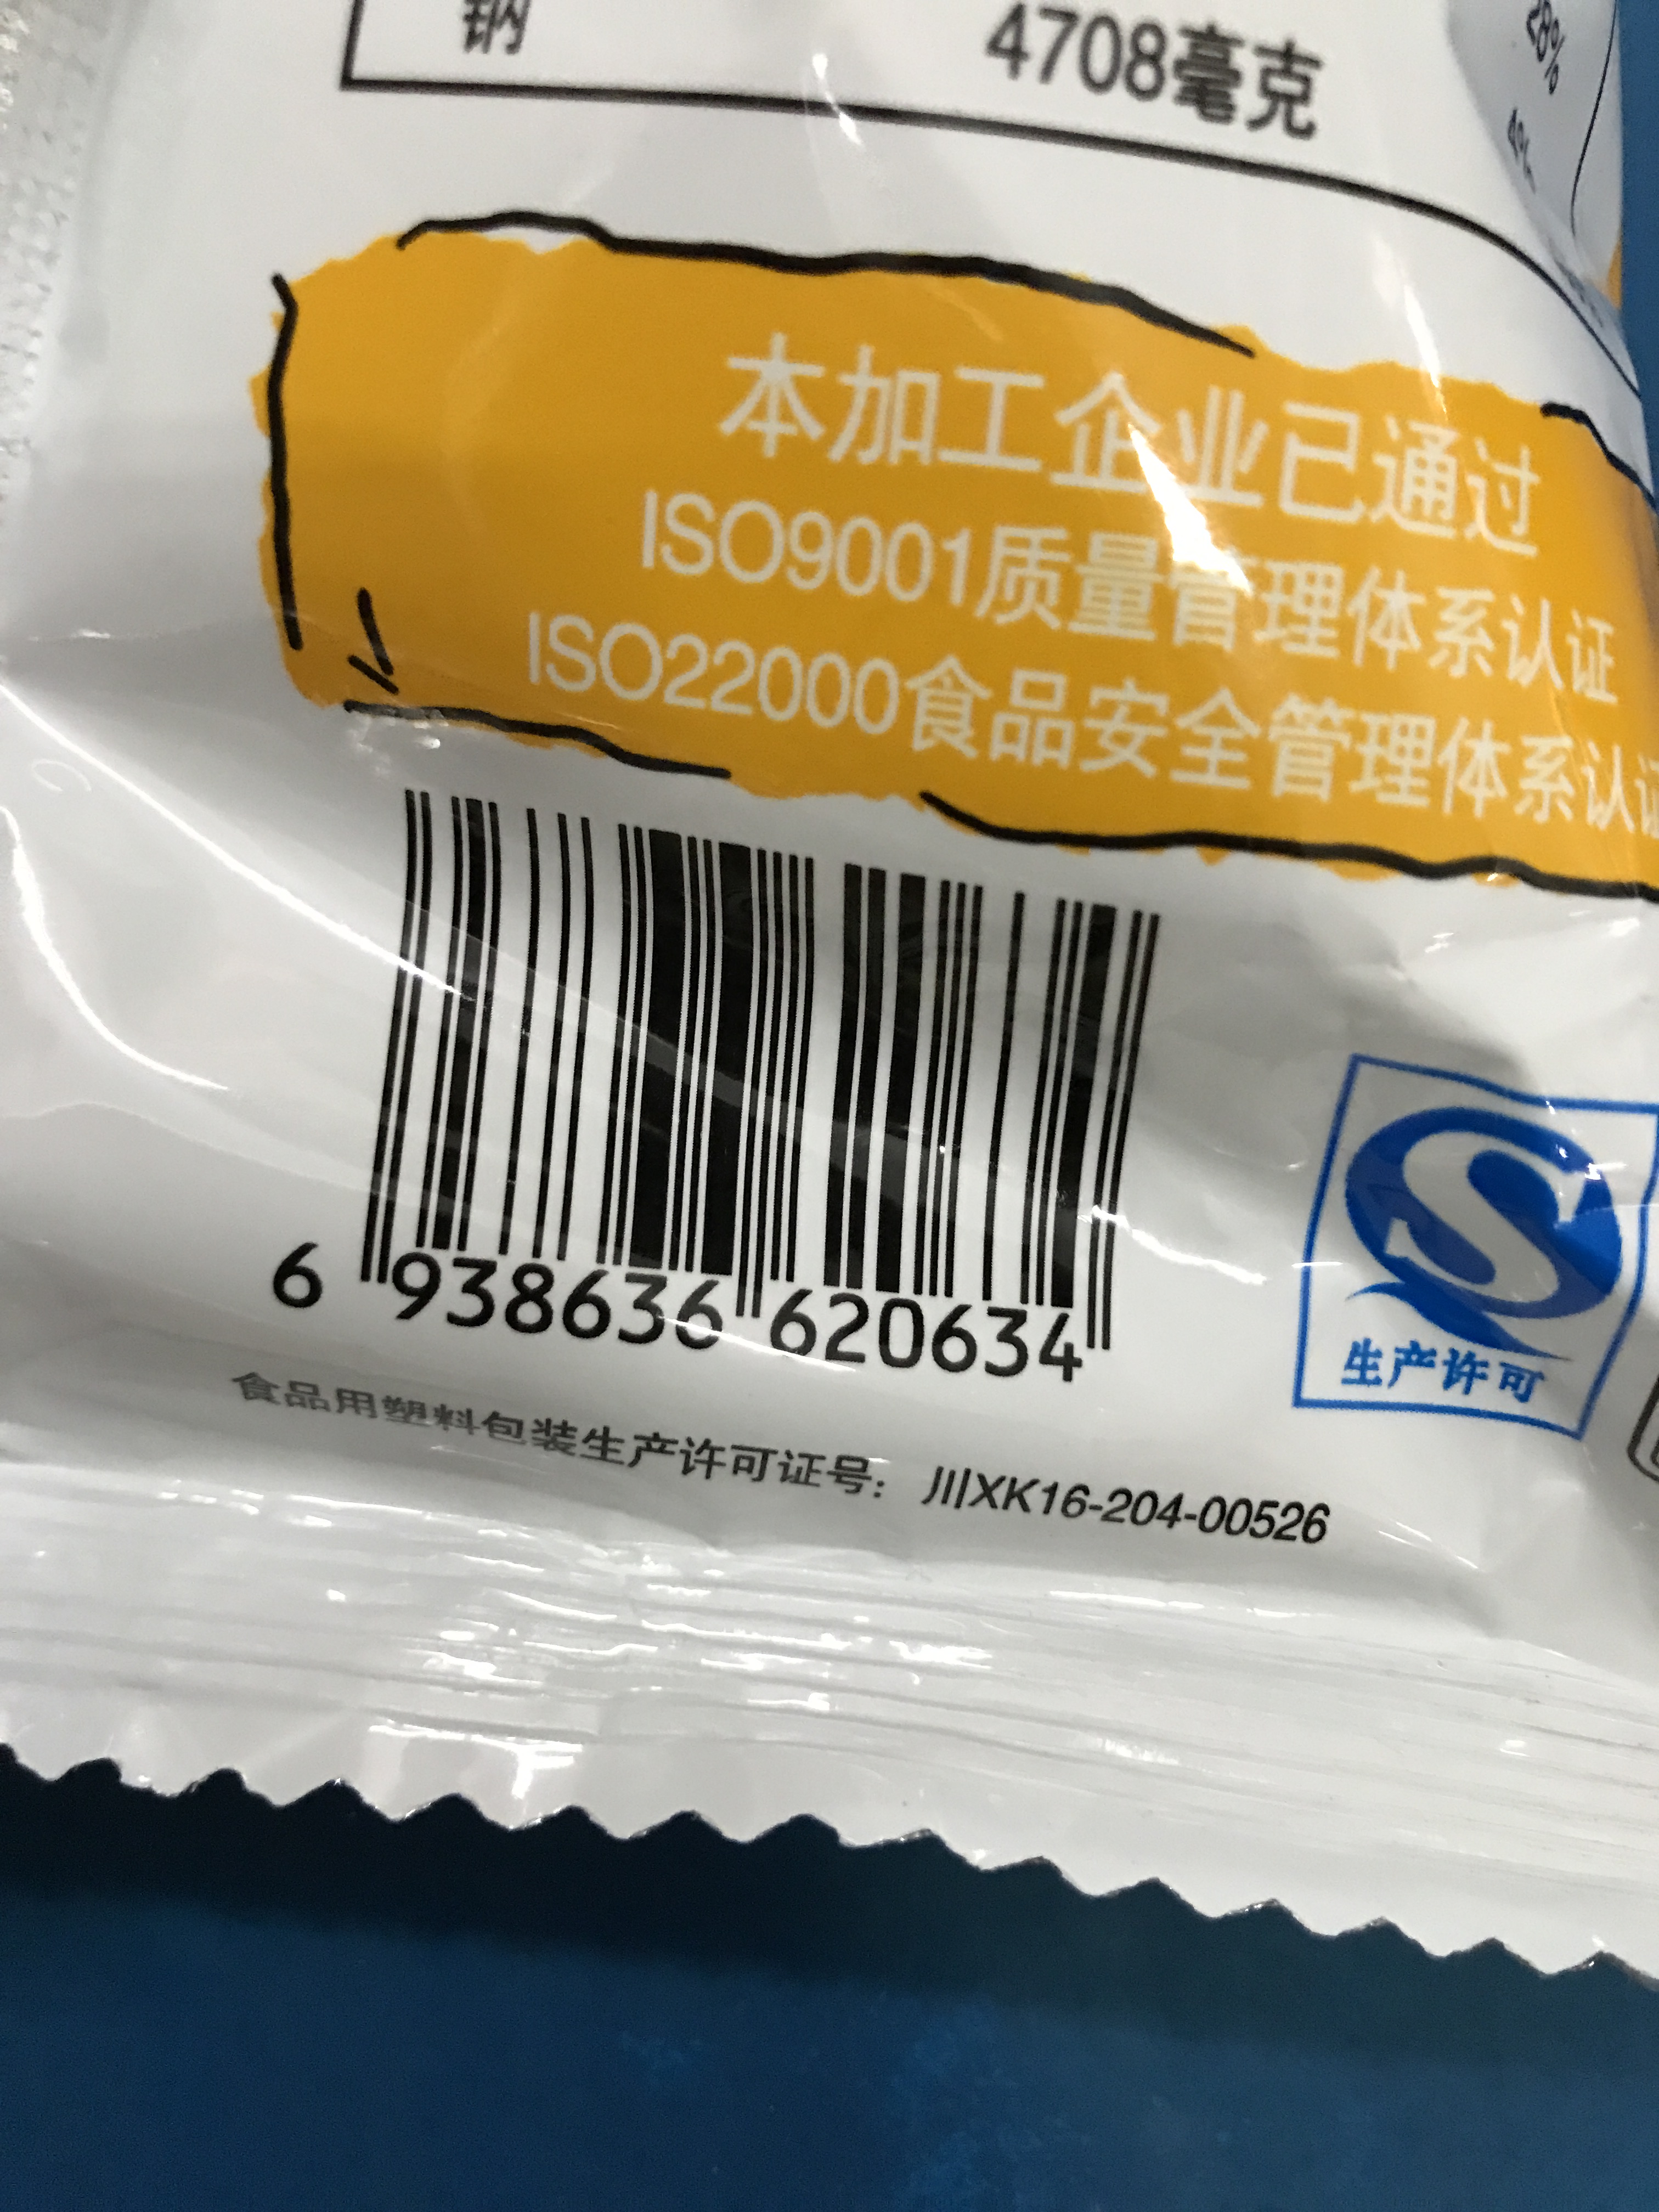 钠 4708毫克
28%
4%
本加工企业已通过
ISO9001质量管理体系认证
ISO22000食品安全管理体系认证
6 938636 620634
生产许可
食品用塑料包装生产许可证号：川XK16-204-00526